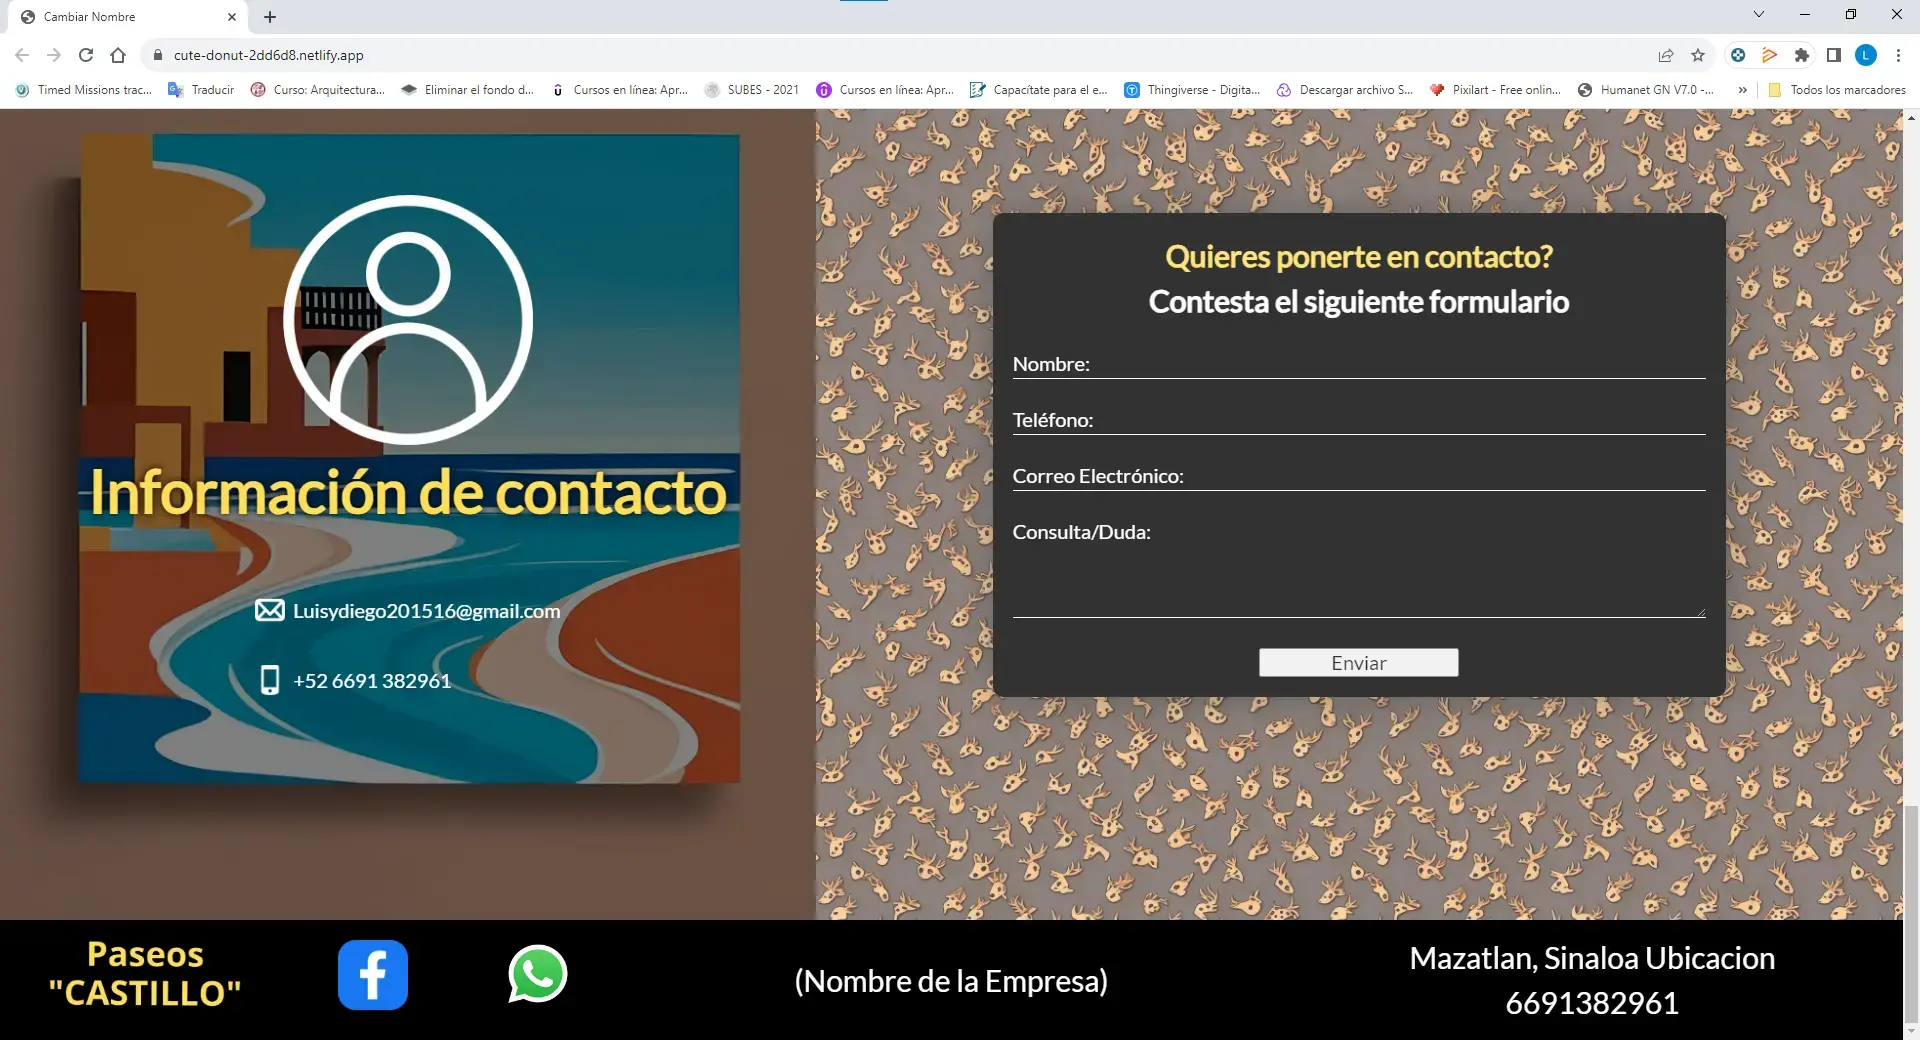 Cambiar Nombre
cute-donut-2dd6d8.netlify.app
L
Timed Missions trac...
Traducir
Curso: Arquitectura...
Eliminar el fondo d...
Cursos en línea: Apr...
SUBES - 2021
Cursos en línea: Apr...
Capacítate para el e...
Thingiverse - Digita...
Descargar archivo S...
Pixilart - Free onlin...
Humanet GN V7.0 -...
»
Todos los marcadores
Información de contacto
Luisydiego201516@gmail.com
+52 6691 382961
Quieres ponerte en contacto?
Contesta el siguiente formulario
Nombre:
Teléfono:
Correo Electrónico:
Consulta/Duda:
Enviar
Paseos
"CASTILLO"
(Nombre de la Empresa)
Mazatlan, Sinaloa Ubicacion
6691382961